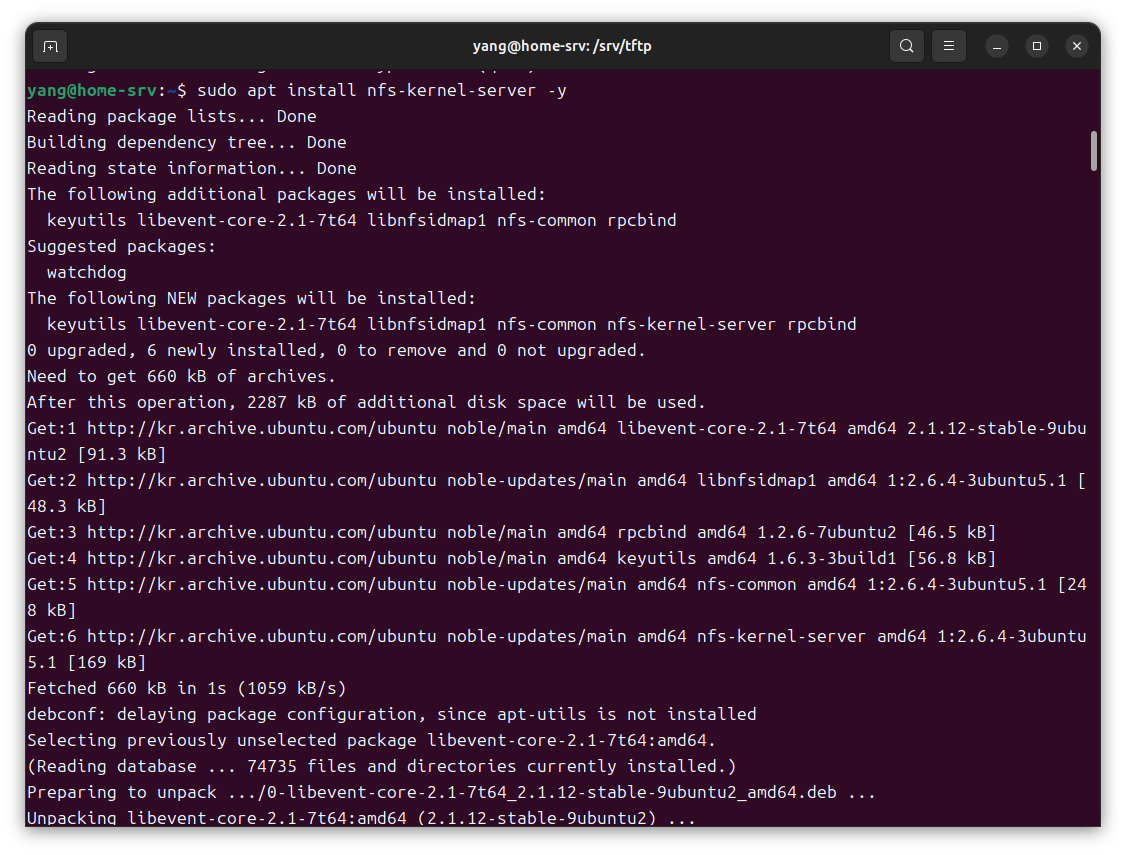 yang@home-srv: /srv/tftp
yang@home-srv:~$ sudo apt install nfs-kernel-server -y
Reading package lists... Done
Building dependency tree... Done
Reading state information... Done
The following additional packages will be installed:
  keyutils libevent-core-2.1-7t64 libnfsidmap1 nfs-common rpcbind
Suggested packages:
  watchdog
The following NEW packages will be installed:
  keyutils libevent-core-2.1-7t64 libnfsidmap1 nfs-common nfs-kernel-server rpcbind
0 upgraded, 6 newly installed, 0 to remove and 0 not upgraded.
Need to get 660 kB of archives.
After this operation, 2287 kB of additional disk space will be used.
Get:1 http://kr.archive.ubuntu.com/ubuntu noble/main amd64 libevent-core-2.1-7t64 amd64 2.1.12-stable-9ubu
ntu2 [91.3 kB]
Get:2 http://kr.archive.ubuntu.com/ubuntu noble-updates/main amd64 libnfsidmap1 amd64 1:2.6.4-3ubuntu5.1 [
48.3 kB]
Get:3 http://kr.archive.ubuntu.com/ubuntu noble/main amd64 rpcbind amd64 1.2.6-7ubuntu2 [46.5 kB]
Get:4 http://kr.archive.ubuntu.com/ubuntu noble/main amd64 keyutils amd64 1.6.3-3build1 [56.8 kB]
Get:5 http://kr.archive.ubuntu.com/ubuntu noble-updates/main amd64 nfs-common amd64 1:2.6.4-3ubuntu5.1 [24
8 kB]
Get:6 http://kr.archive.ubuntu.com/ubuntu noble-updates/main amd64 nfs-kernel-server amd64 1:2.6.4-3ubuntu
5.1 [169 kB]
Fetched 660 kB in 1s (1059 kB/s)
debconf: delaying package configuration, since apt-utils is not installed
Selecting previously unselected package libevent-core-2.1-7t64:amd64.
(Reading database ... 74735 files and directories currently installed.)
Preparing to unpack .../0-libevent-core-2.1-7t64_2.1.12-stable-9ubuntu2_amd64.deb ...
Unpacking libevent-core-2.1-7t64:amd64 (2.1.12-stable-9ubuntu2) ...